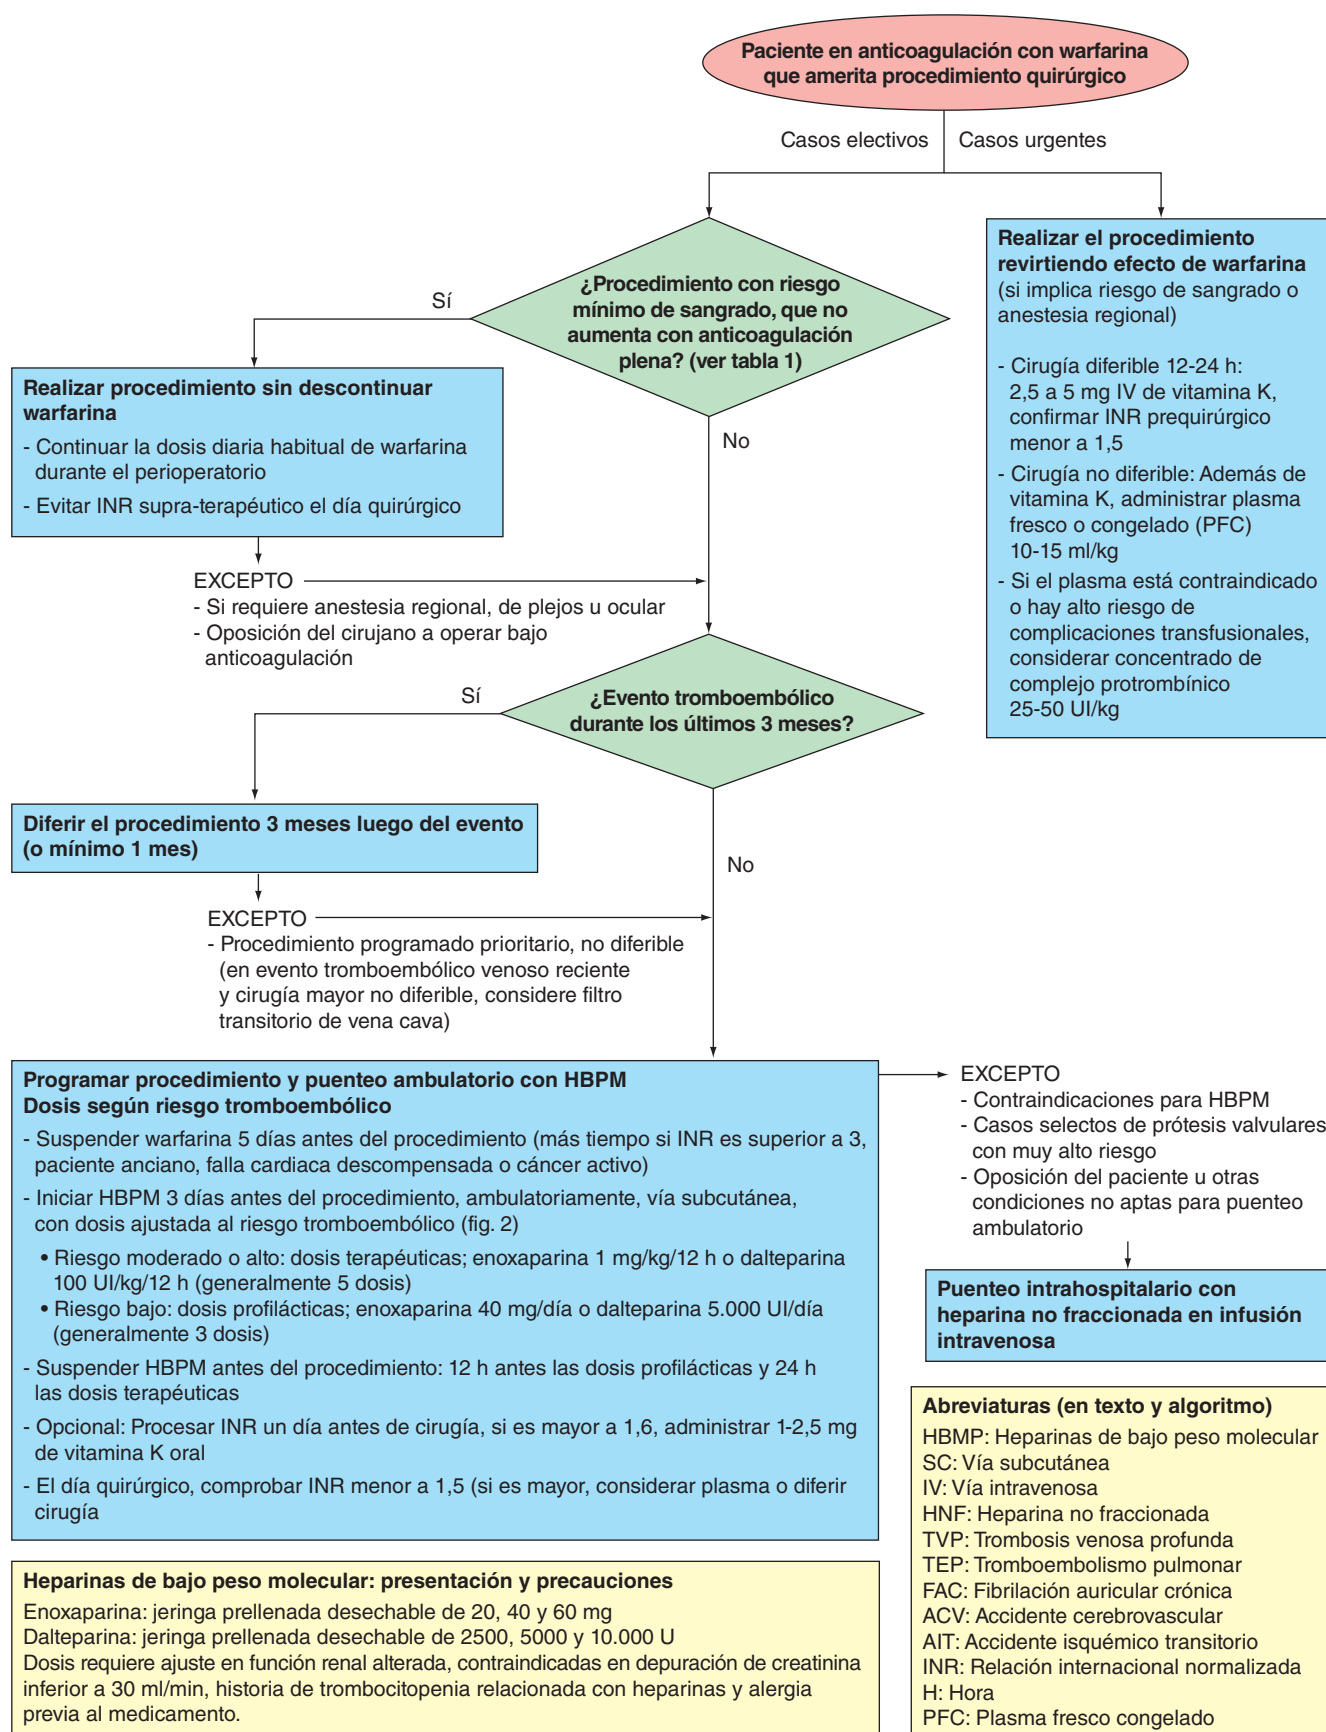 Paciente en anticoagulación con warfarina
que amerita procedimiento quirúrgico
Casos electivos
Casos urgentes
¿Procedimiento con riesgo
mínimo de sangrado, que no
aumenta con anticoagulación
plena? (ver tabla 1)
Sí
No
Realizar el procedimiento
revirtiendo efecto de warfarina
(si implica riesgo de sangrado o
anestesia regional)
- Cirugía diferible 12-24 h:
2,5 a 5 mg IV de vitamina K,
confirmar INR prequirúrgico
menor a 1,5
- Cirugía no diferible: Además de
vitamina K, administrar plasma
fresco o congelado (PFC)
10-15 ml/kg
- Si el plasma está contraindicado
o hay alto riesgo de
complicaciones transfusionales,
considerar concentrado de
complejo protrombínico
25-50 UI/kg
Realizar procedimiento sin descontinuar
warfarina
- Continuar la dosis diaria habitual de warfarina
durante el perioperatorio
- Evitar INR supra-terapéutico el día quirúrgico
EXCEPTO
- Si requiere anestesia regional, de plejos u ocular
- Oposición del cirujano a operar bajo
anticoagulación
¿Evento tromboembólico
durante los últimos 3 meses?
Sí
No
Diferir el procedimiento 3 meses luego del evento
(o mínimo 1 mes)
EXCEPTO
- Procedimiento programado prioritario, no diferible
(en evento tromboembólico venoso reciente
y cirugía mayor no diferible, considere filtro
transitorio de vena cava)
Programar procedimiento y puenteo ambulatorio con HBPM
Dosis según riesgo tromboembólico
- Suspender warfarina 5 días antes del procedimiento (más tiempo si INR es superior a 3,
paciente anciano, falla cardiaca descompensada o cáncer activo)
- Iniciar HBPM 3 días antes del procedimiento, ambulatoriamente, vía subcutánea,
con dosis ajustada al riesgo tromboembólico (fig. 2)
• Riesgo moderado o alto: dosis terapéuticas; enoxaparina 1 mg/kg/12 h o dalteparina
100 UI/kg/12 h (generalmente 5 dosis)
• Riesgo bajo: dosis profilácticas; enoxaparina 40 mg/día o dalteparina 5.000 UI/día
(generalmente 3 dosis)
- Suspender HBPM antes del procedimiento: 12 h antes las dosis profilácticas y 24 h
las dosis terapéuticas
- Opcional: Procesar INR un día antes de cirugía, si es mayor a 1,6, administrar 1-2,5 mg
de vitamina K oral
- El día quirúrgico, comprobar INR menor a 1,5 (si es mayor, considerar plasma o diferir
cirugía
EXCEPTO
- Contraindicaciones para HBPM
- Casos selectos de prótesis valvulares
con muy alto riesgo
- Oposición del paciente u otras
condiciones no aptas para puenteo
ambulatorio
Puenteo intrahospitalario con
heparina no fraccionada en infusión
intravenosa
Heparinas de bajo peso molecular: presentación y precauciones
Enoxaparina: jeringa prellenada desechable de 20, 40 y 60 mg
Dalteparina: jeringa prellenada desechable de 2500, 5000 y 10.000 U
Dosis requiere ajuste en función renal alterada, contraindicadas en depuración de creatinina
inferior a 30 ml/min, historia de trombocitopenia relacionada con heparinas y alergia
previa al medicamento.
Abreviaturas (en texto y algoritmo)
HBMP: Heparinas de bajo peso molecular
SC: Vía subcutánea
IV: Vía intravenosa
HNF: Heparina no fraccionada
TVP: Trombosis venosa profunda
TEP: Tromboembolismo pulmonar
FAC: Fibrilación auricular crónica
ACV: Accidente cerebrovascular
AIT: Accidente isquémico transitorio
INR: Relación internacional normalizada
H: Hora
PFC: Plasma fresco congelado